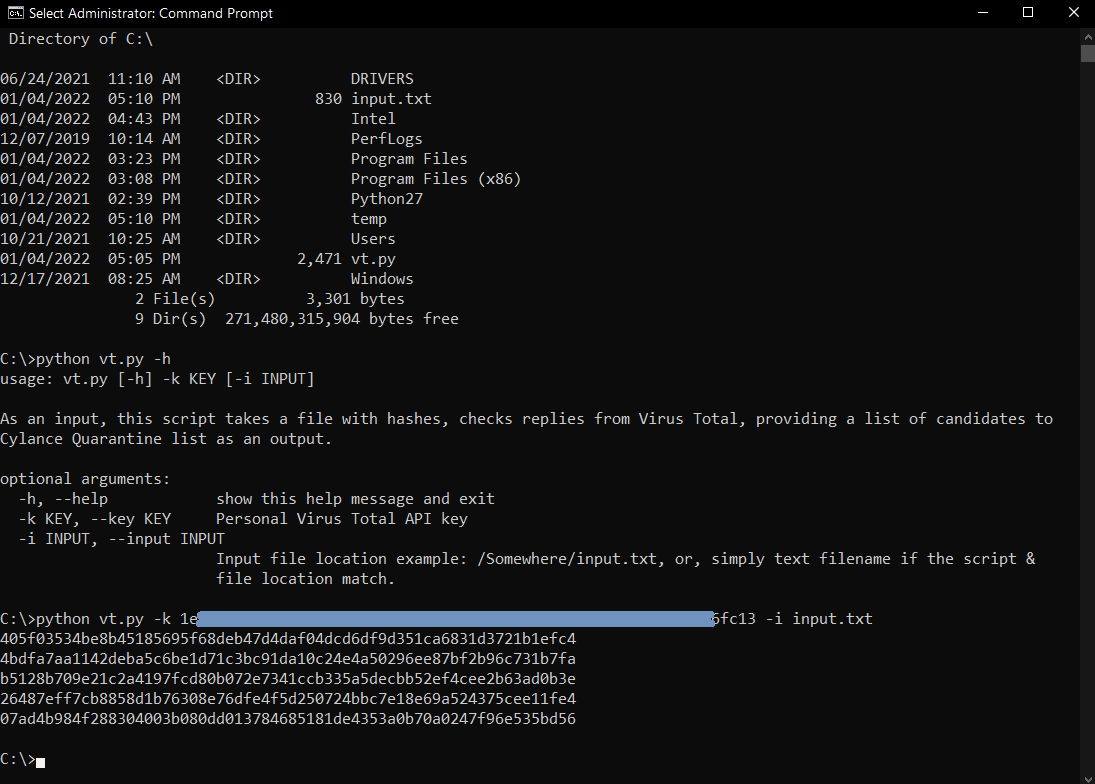 Select Administrator: Command Prompt
Directory of C:\
06/24/2021  11:10 AM    <DIR>          DRIVERS
01/04/2022  05:10 PM               830 input.txt
01/04/2022  04:43 PM    <DIR>          Intel
12/07/2019  10:14 AM    <DIR>          PerfLogs
01/04/2022  03:23 PM    <DIR>          Program Files
01/04/2022  03:08 PM    <DIR>          Program Files (x86)
10/12/2021  02:39 PM    <DIR>          Python27
01/04/2022  05:10 PM    <DIR>          temp
10/21/2021  10:25 AM    <DIR>          Users
01/04/2022  05:05 PM             2,471 vt.py
12/17/2021  08:25 AM    <DIR>          Windows
               2 File(s)          3,301 bytes
               9 Dir(s)  271,480,315,904 bytes free
C:\>python vt.py -h
usage: vt.py [-h] -k KEY [-i INPUT]
As an input, this script takes a file with hashes, checks replies from Virus Total, providing a list of candidates to
Cylance Quarantine list as an output.
optional arguments:
  -h, --help            show this help message and exit
  -k KEY, --key KEY     Personal Virus Total API key
  -i INPUT, --input INPUT
                        Input file location example: /Somewhere/input.txt, or, simply text filename if the script &
                        file location match.
C:\>python vt.py -k 1e 6fc13 -i input.txt
405f03534be8b45185695f68deb47d4daf04dcd6df9d351ca6831d3721b1efc4
4bdfa7aa1142deba5c6be1d71c3bc91da10c24e4a50296ee87bf2b96c731b7fa
b5128b709e21c2a4197fcd80b072e7341ccb335a5decbb52ef4cee2b63ad0b3e
26487eff7cb8858d1b76308e76dfe4f5d250724bbc7e18e69a524375cee11fe4
07ad4b984f288304003b080dd013784685181de4353a0b70a0247f96e535bd56
C:\>